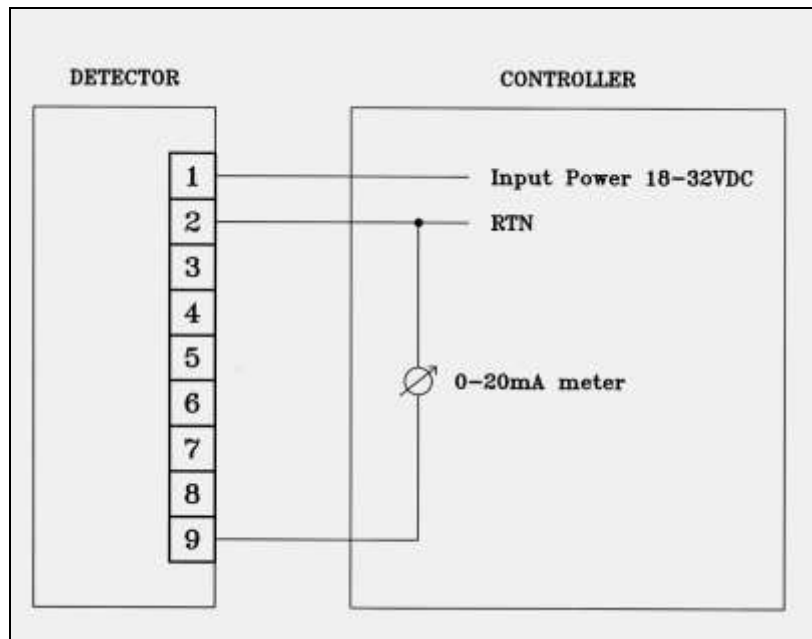 DETECTOR
CONTROLLER
1
Input Power 18-32VDC
2
RTN
3
4
5
0-20mA meter
6
7
8
9